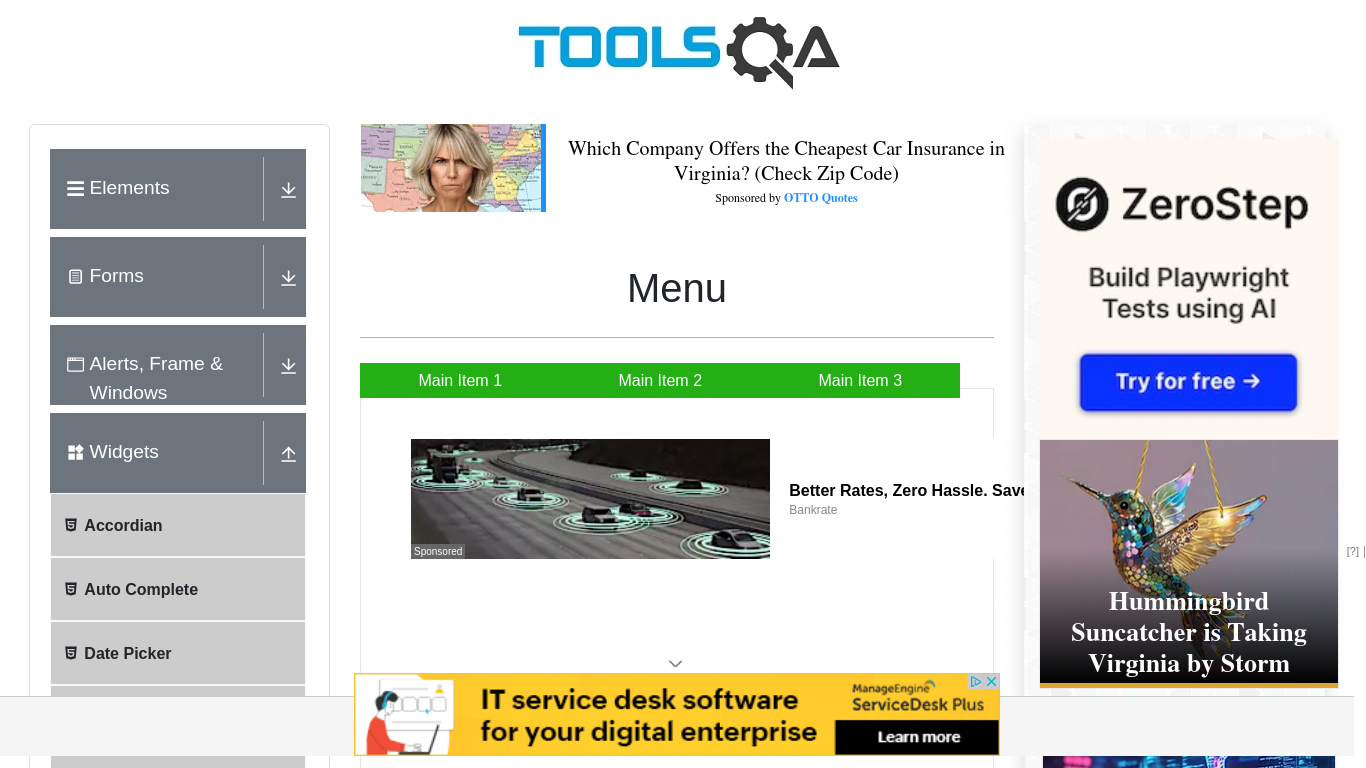 TOOLSQA
Elements
Forms
Alerts, Frame &
Windows
Widgets
Accordian
Auto Complete
Date Picker
Which Company Offers the Cheapest Car Insurance in
Virginia? (Check Zip Code)
Sponsored by OTTO Quotes
Menu
Main Item 1
Main Item 2
Main Item 3
Better Rates, Zero Hassle. Save
Bankrate
Sponsored
IT service desk software
for your digital enterprise
ManageEngine
ServiceDesk Plus
Learn more
ZeroStep
Build Playwright
Tests using AI
Try for free →
Hummingbird
Suncatcher is Taking
Virginia by Storm
[?]